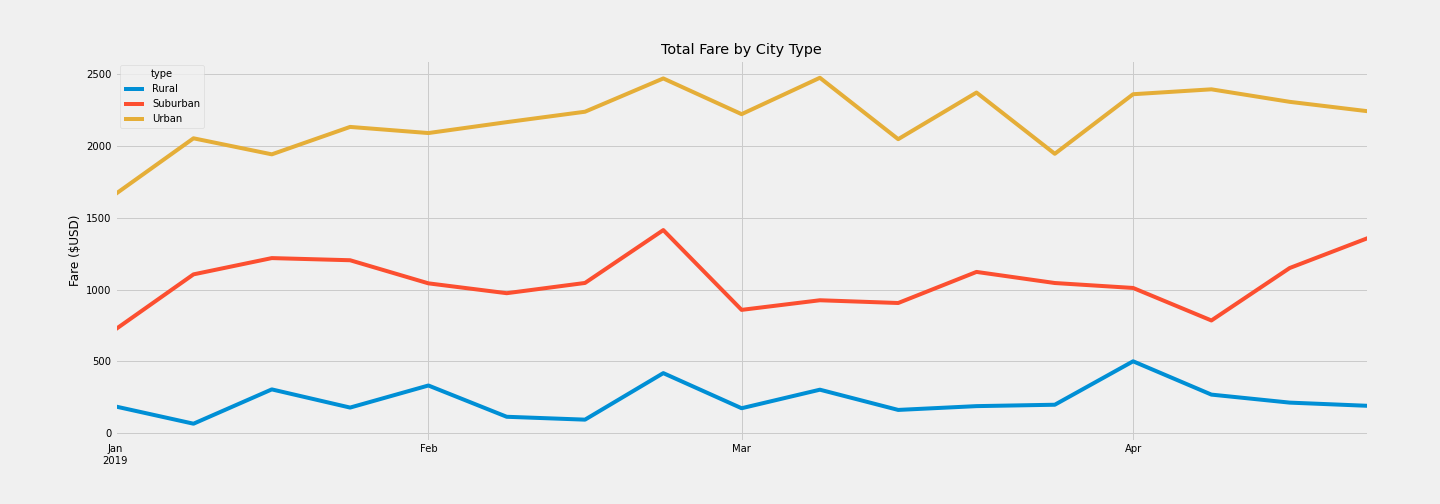 Total Fare by City Type
type
Rural
Suburban
Urban
Fare ($USD)
2500
2000
1500
1000
500
0
Jan
2019
Feb
Mar
Apr